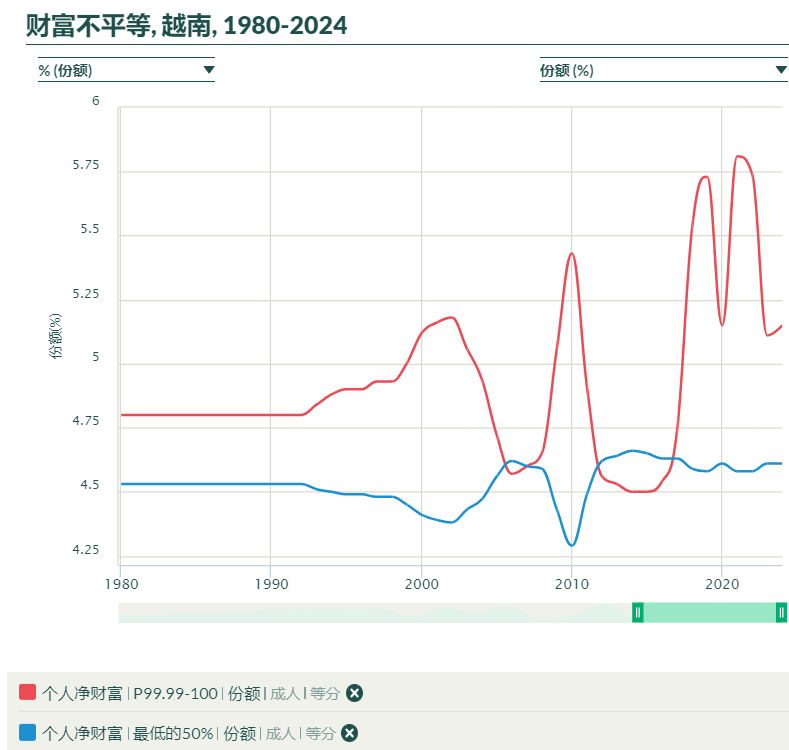 财富不平等, 越南, 1980-2024
% (份额) 份额 (%)
6
5.75
5.5
5.25
5
4.75
4.5
4.25
份额(%)
1980 1990 2000 2010 2020
个人净财富 | P99.99-100 | 份额 | 成人 | 等分
个人净财富 | 最低的50% | 份额 | 成人 | 等分